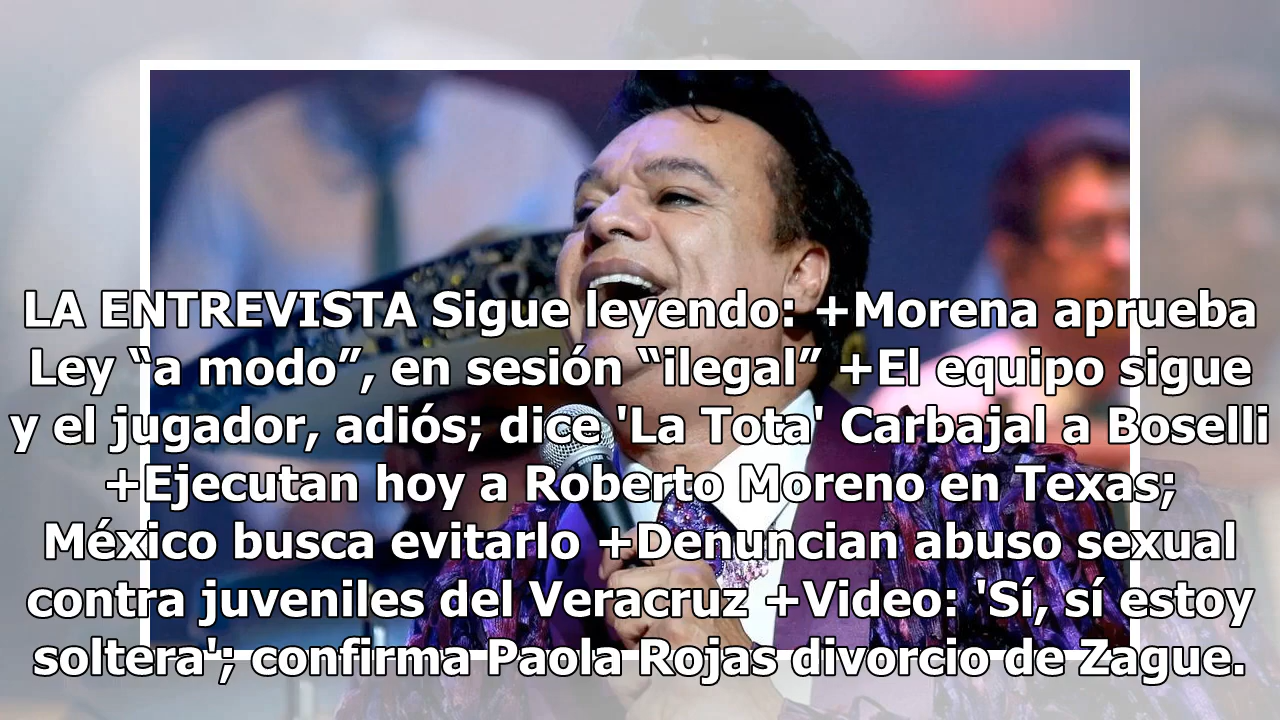 LA ENTREVISTA Sigue leyendo: +Morena aprueba
Ley “a modo”, en sesión “ilegal” +El equipo sigue
y el jugador, adiós; dice 'La Tota' Carbajal a Boselli
+Ejecutan hoy a Roberto Moreno en Texas;
México busca evitarlo +Denuncian abuso sexual
contra juveniles del Veracruz +Video: 'Sí, sí estoy
soltera'; confirma Paola Rojas divorcio de Zague.